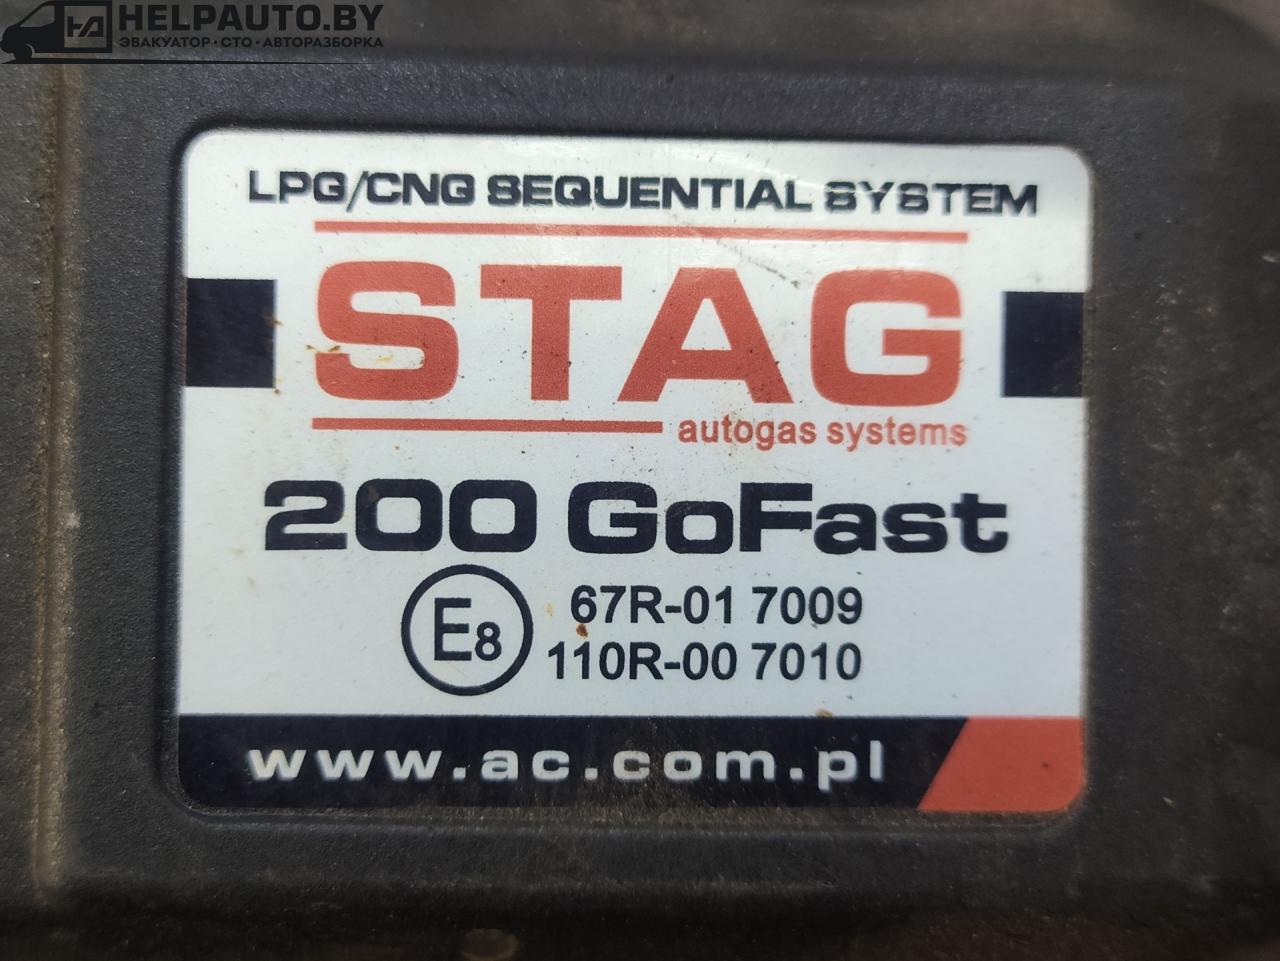 HELPAUTO.BY
ЭВАКУАТОР · СТО · АВТОРАЗБОРКА
LPG/CNG SEQUENTIAL SYSTEM
STAG
autogas systems
200 GoFast
E8 67R-01 7009
110R-00 7010
www.ac.com.pl